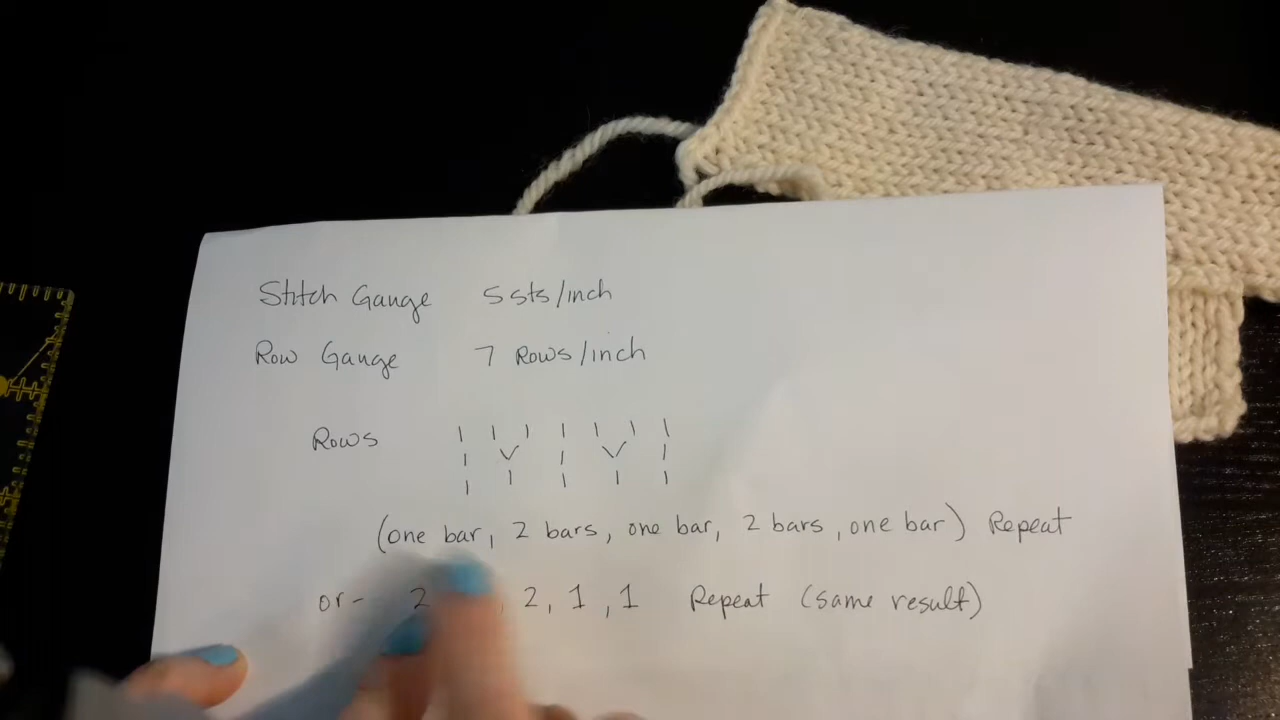 Stitch Gauge 5 sts/inch
Row Gauge 7 Rows/inch
Rows
(one bar, 2 bars, one bar, 2 bars, one bar) Repeat
or- 2 , 2, 1, 1 Repeat (same result)